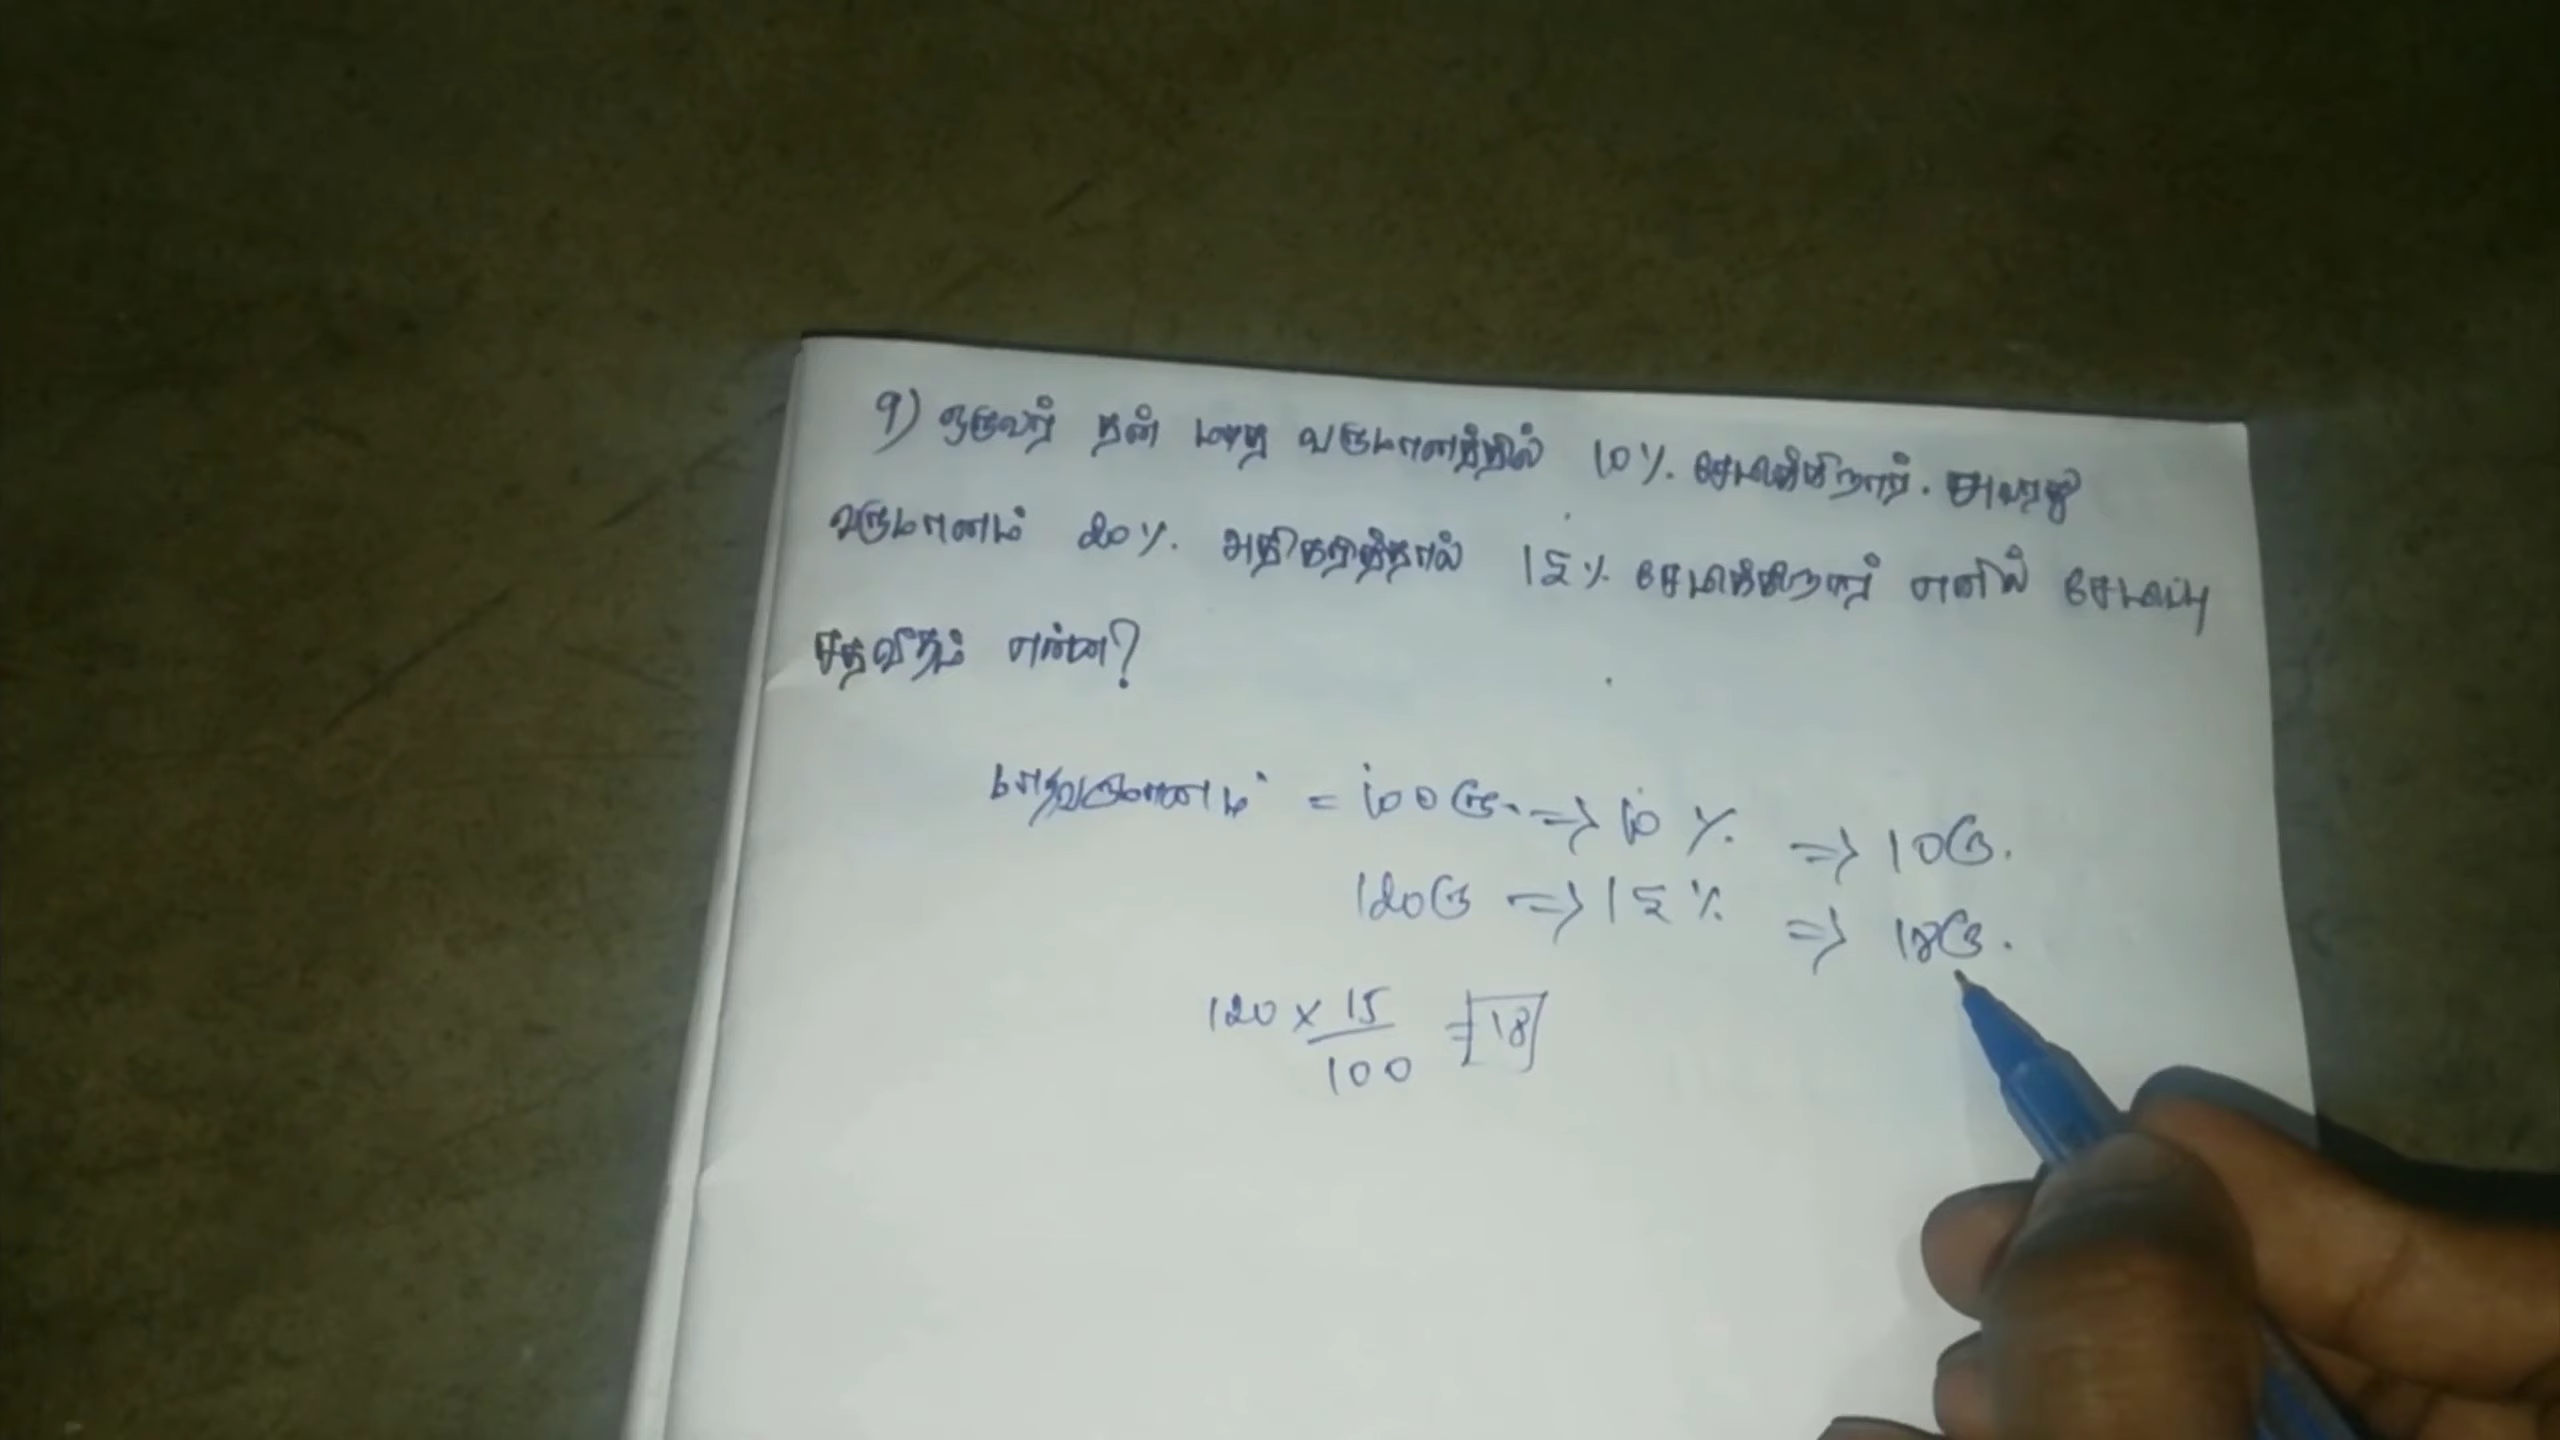 9) ஒருவர் தன் மாத வருமானத்தில் 10%. சேமிக்கிறார். அவரது
வருமானம் 20%. அதிகரித்தால் 15%. சேமிக்கிறார் எனில் சேமிப்பு
சதவீதம் என்ன?
மாதவருமானம் = 100ரூ. => 10 %. => 10ரூ.
120ரூ => 15 %. => 18ரூ.
120 × 15/100 = 18